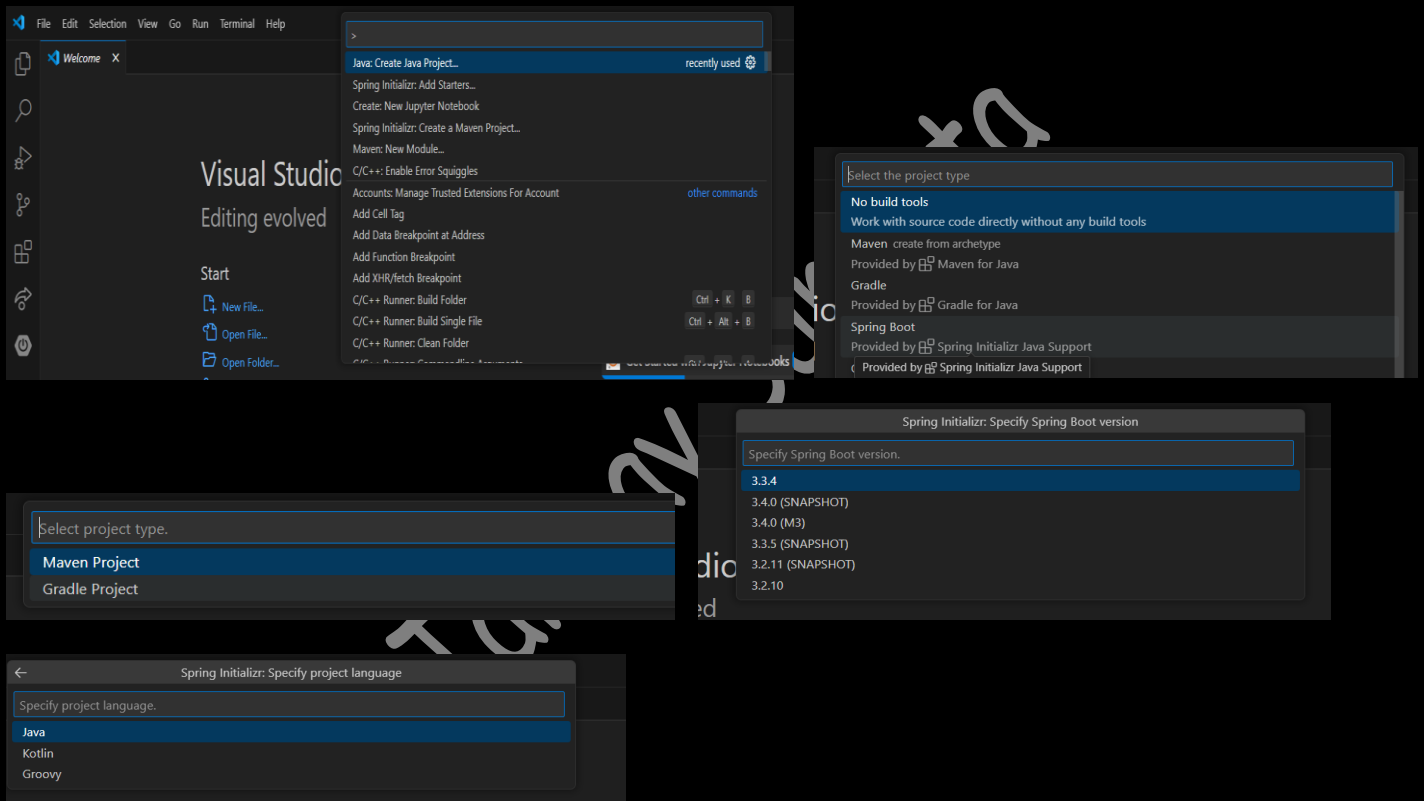 File Edit Selection View Go Run Terminal Help
Welcome X
>
Java: Create Java Project... recently used
Spring Initializr: Add Starters...
Create: New Jupyter Notebook
Spring Initializr: Create a Maven Project...
Maven: New Module...
C/C++: Enable Error Squiggles
Accounts: Manage Trusted Extensions For Account other commands
Add Cell Tag
Add Data Breakpoint at Address
Add Function Breakpoint
Add XHR/fetch Breakpoint
C/C++ Runner: Build Folder Ctrl + K B
C/C++ Runner: Build Single File Ctrl + Alt + B
C/C++ Runner: Clean Folder
Visual Studio
Editing evolved
Start
New File...
Open File...
Open Folder...
Select the project type
No build tools
Work with source code directly without any build tools
Maven create from archetype
Provided by Maven for Java
Gradle
Provided by Gradle for Java
Spring Boot
Provided by Spring Initializr Java Support
Provided by Spring Initializr Java Support
Select project type.
Maven Project
Gradle Project
Spring Initializr: Specify Spring Boot version
Specify Spring Boot version.
3.3.4
3.4.0 (SNAPSHOT)
3.4.0 (M3)
3.3.5 (SNAPSHOT)
3.2.11 (SNAPSHOT)
3.2.10
Spring Initializr: Specify project language
Specify project language.
Java
Kotlin
Groovy